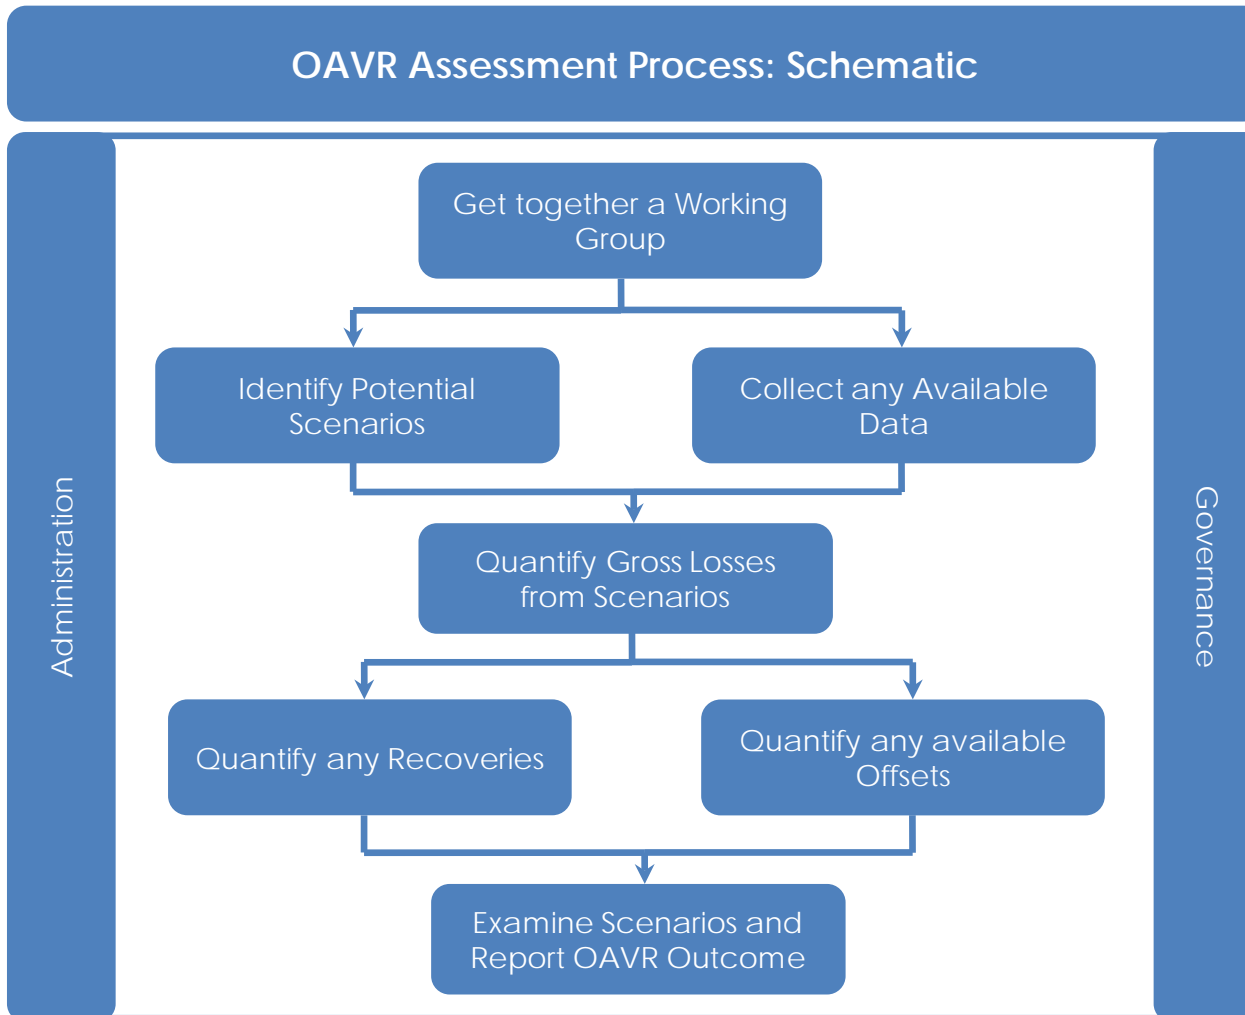 OAVR Assessment Process: Schematic
Get together a Working
Group
Identify Potential
Scenarios
Collect any Available
Data
Administration
Governance
Quantify Gross Losses
from Scenarios
Quantify any Recoveries
Quantify any available
Offsets
Examine Scenarios and
Report OAVR Outcome